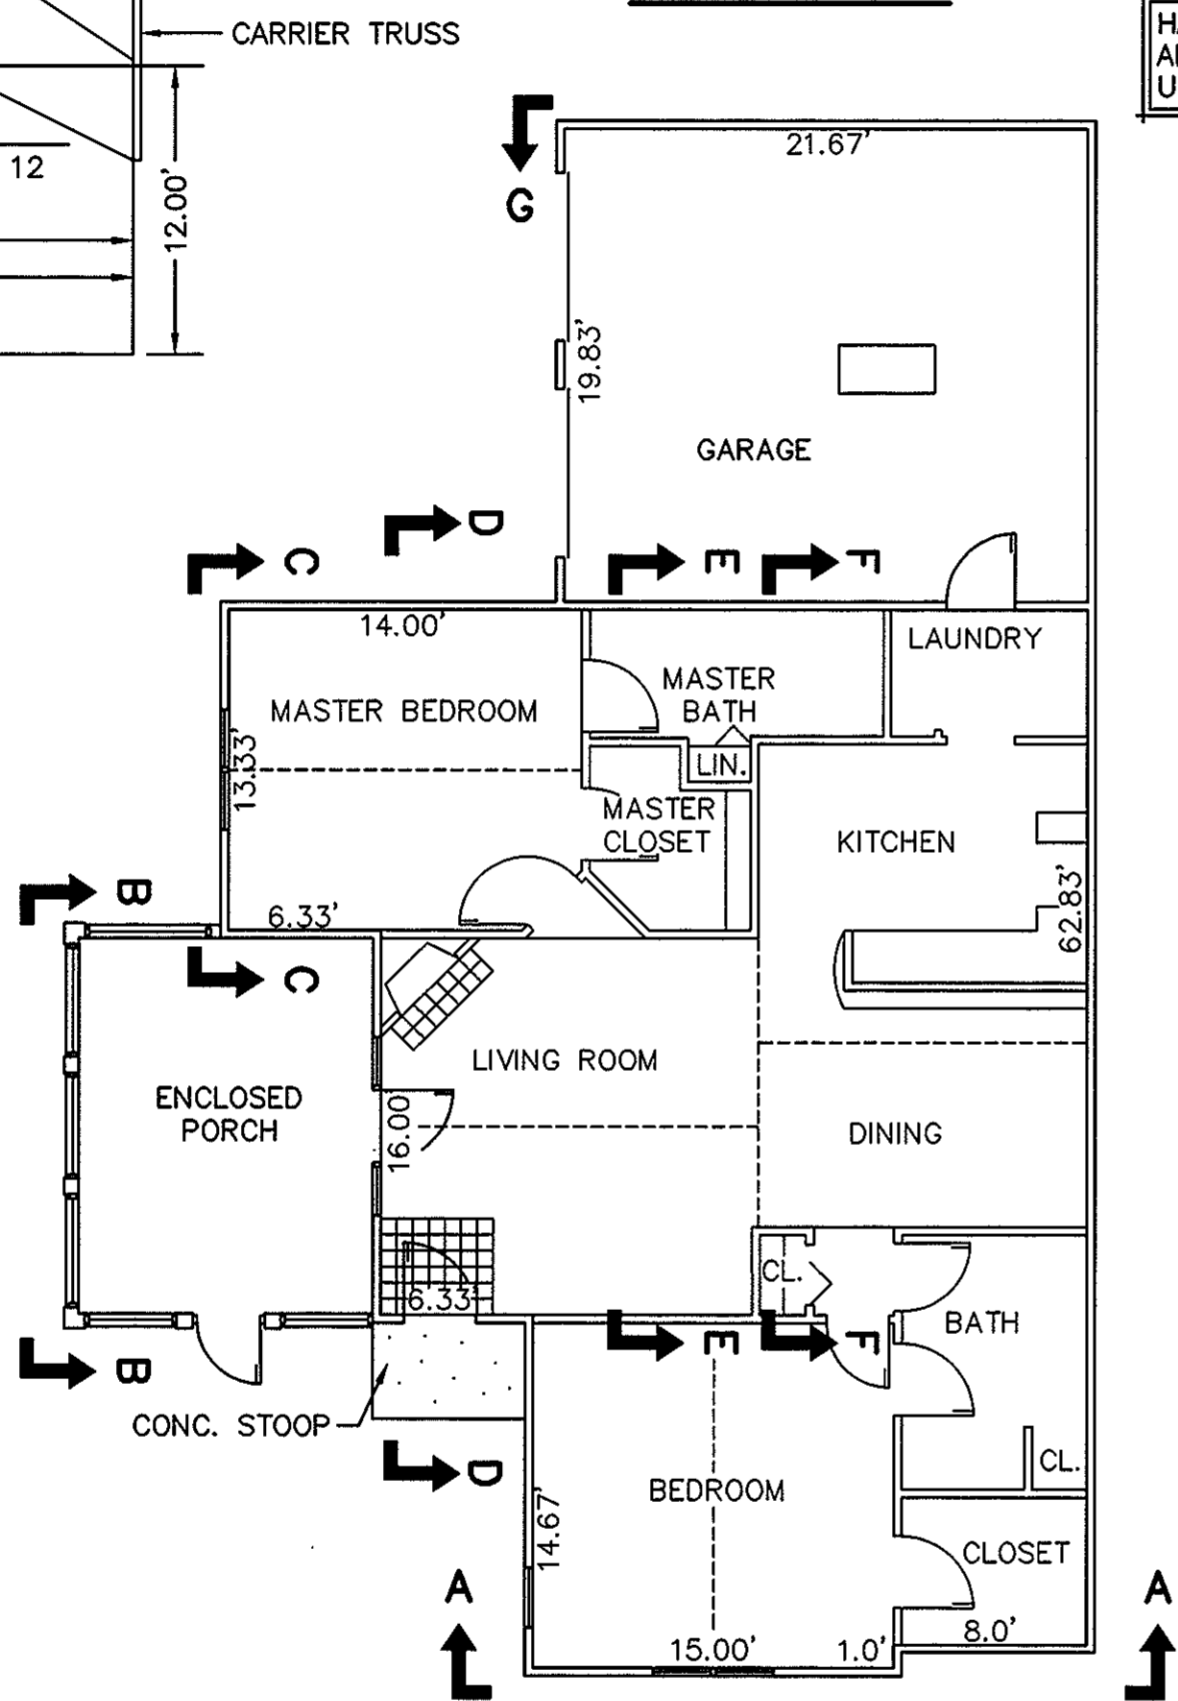 CARRIER TRUSS
12
12.00'
G
21.67'
19.83'
GARAGE
D
C
E
F
14.00'
LAUNDRY
MASTER
BATH
MASTER BEDROOM
13.33'
LIN.
MASTER
CLOSET
KITCHEN
B
6.33'
62.83'
C
LIVING ROOM
ENCLOSED
PORCH
16.00'
DINING
CL.
6.33'
BATH
E
F
B
CONC. STOOP
D
BEDROOM
CL.
14.67'
CLOSET
A
A
15.00'
1.0'
8.0'